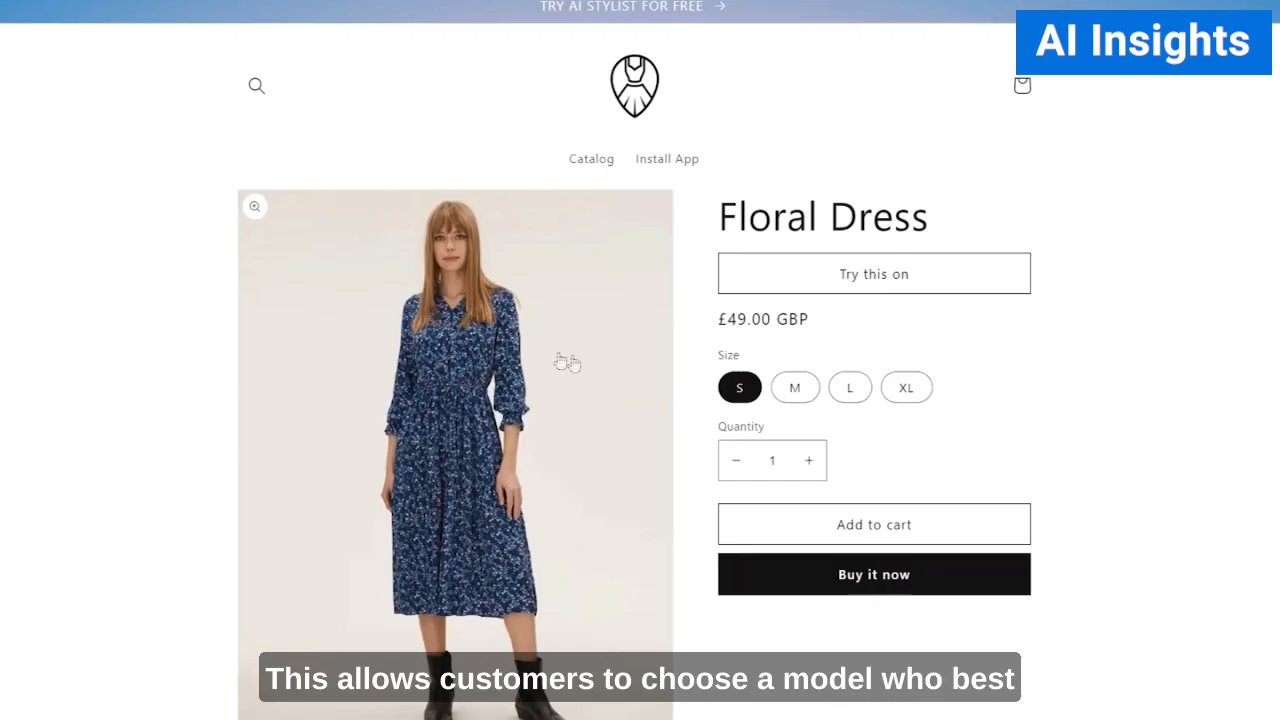 TRY AI STYLIST FOR FREE →
AI Insights
Catalog
Install App
Floral Dress
Try this on
£49.00 GBP
Size
S
M
L
XL
Quantity
− 1 +
Add to cart
Buy it now
This allows customers to choose a model who best